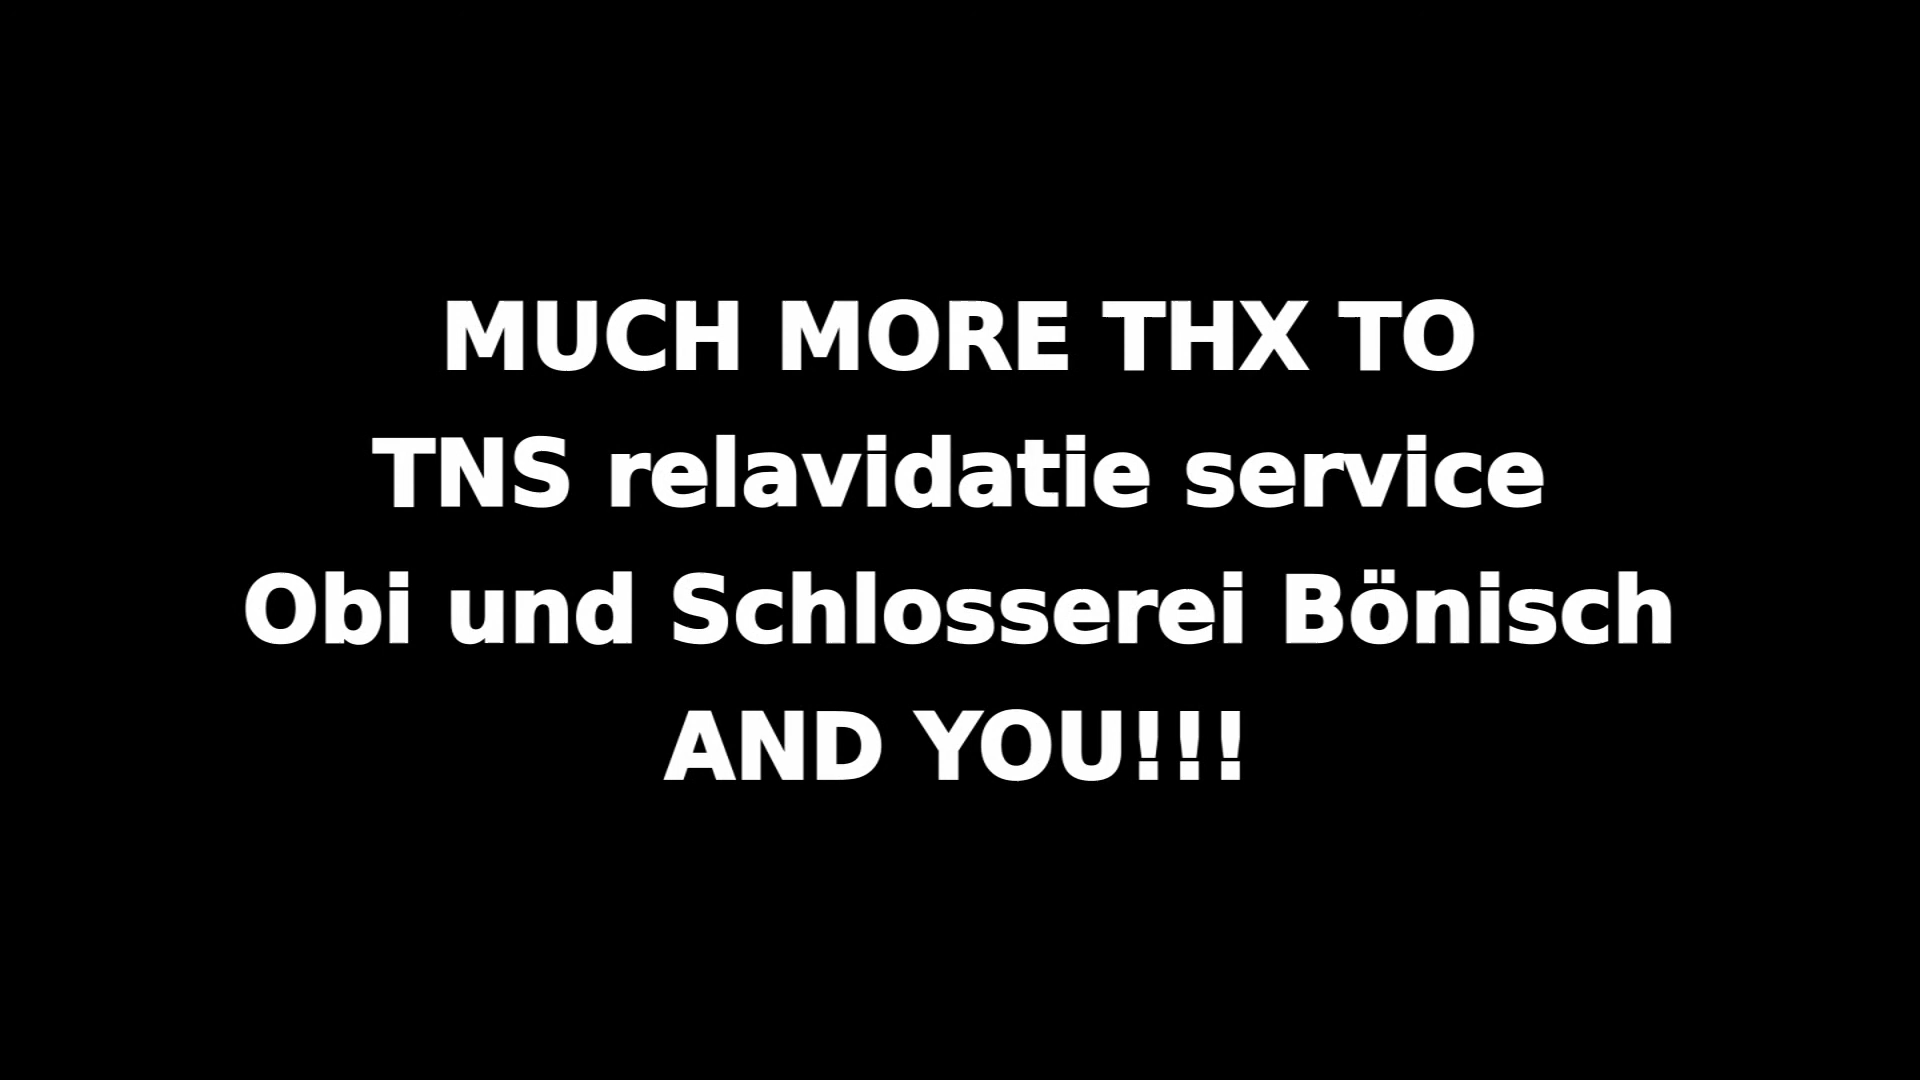 MUCH MORE THX TO
TNS relavidatie service
Obi und Schlosserei Bönisch
AND YOU!!!